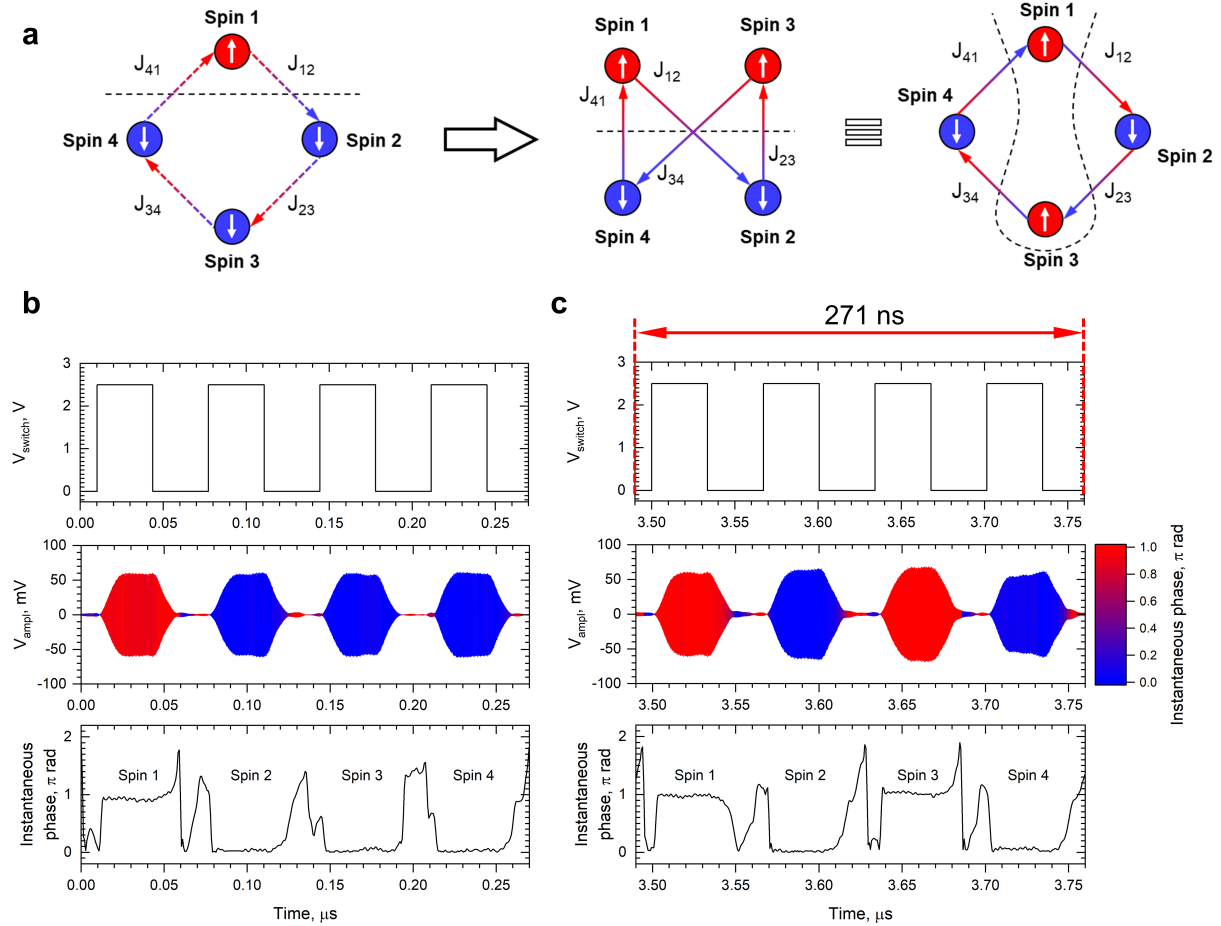 a
Spin 1
J41
J12
Spin 4
Spin 2
J34
J23
Spin 3
Spin 1
Spin 3
J12
J41
J34
J23
Spin 4
Spin 2
Spin 1
J41
J12
Spin 4
Spin 2
J34
J23
Spin 3
b
Vswitch, V
3
2
1
0
0.00 0.05 0.10 0.15 0.20 0.25
Vampl, mV
100
50
0
-50
-100
0.00 0.05 0.10 0.15 0.20 0.25
Instantaneous
phase, π rad
2
1
0
Spin 1 Spin 2 Spin 3 Spin 4
0.00 0.05 0.10 0.15 0.20 0.25
Time, μs
c
271 ns
Vswitch, V
3
2
1
0
3.50 3.55 3.60 3.65 3.70 3.75
Vampl, mV
100
50
0
-50
-100
3.50 3.55 3.60 3.65 3.70 3.75
1.0
0.8
0.6
0.4
0.2
0.0
Instantaneous phase, π rad
Instantaneous
phase, π rad
2
1
0
Spin 1 Spin 2 Spin 3 Spin 4
3.50 3.55 3.60 3.65 3.70 3.75
Time, μs